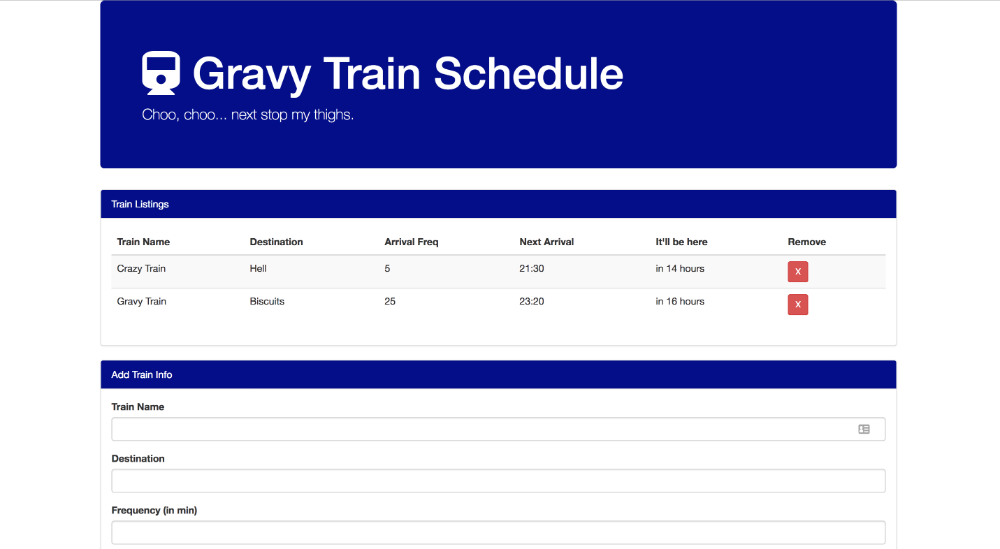 Gravy Train Schedule
Choo, choo... next stop my thighs.
Train Listings
Train Name Destination Arrival Freq Next Arrival It'll be here Remove
Crazy Train Hell 5 21:30 in 14 hours X
Gravy Train Biscuits 25 23:20 in 16 hours X
Add Train Info
Train Name
Destination
Frequency (in min)